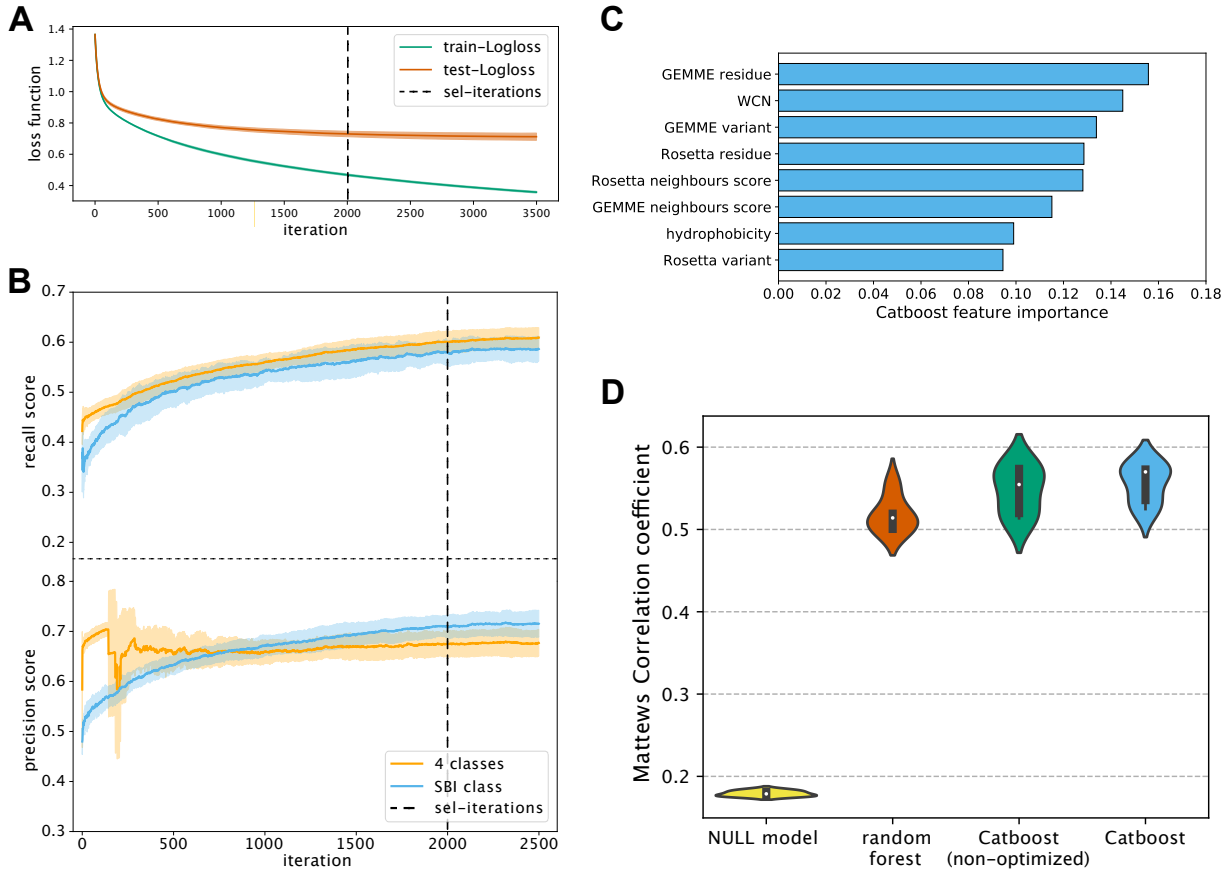 A
loss function
1.4
1.2
1.0
0.8
0.6
0.4
train-Logloss
test-Logloss
sel-iterations
0
500
1000
1500
2000
2500
3000
3500
iteration
B
recall score
0.7
0.6
0.5
0.4
0.3
0.2
precision score
0.8
0.7
0.6
0.5
0.4
0.3
4 classes
SBI class
sel-iterations
0
500
1000
1500
2000
2500
iteration
C
GEMME residue
WCN
GEMME variant
Rosetta residue
Rosetta neighbours score
GEMME neighbours score
hydrophobicity
Rosetta variant
0.00
0.02
0.04
0.06
0.08
0.10
0.12
0.14
0.16
0.18
Catboost feature importance
D
Mattews Correlation coefficient
0.6
0.5
0.4
0.3
0.2
NULL model
random
forest
Catboost
(non-optimized)
Catboost